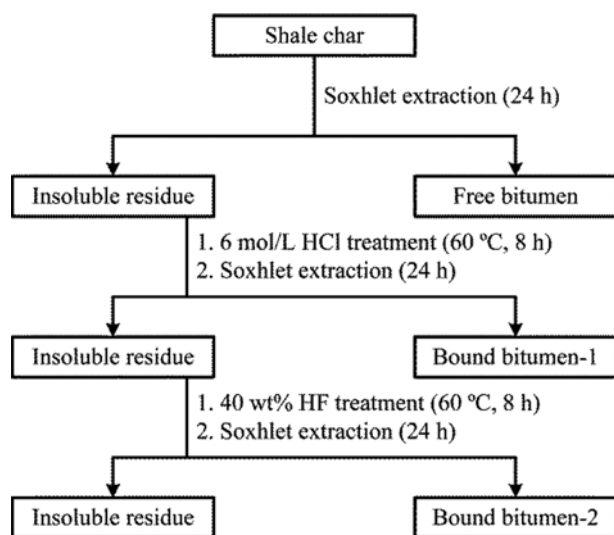 Shale char
Soxhlet extraction (24 h)
Insoluble residue
Free bitumen
1. 6 mol/L HCl treatment (60 ºC, 8 h)
2. Soxhlet extraction (24 h)
Insoluble residue
Bound bitumen-1
1. 40 wt% HF treatment (60 ºC, 8 h)
2. Soxhlet extraction (24 h)
Insoluble residue
Bound bitumen-2